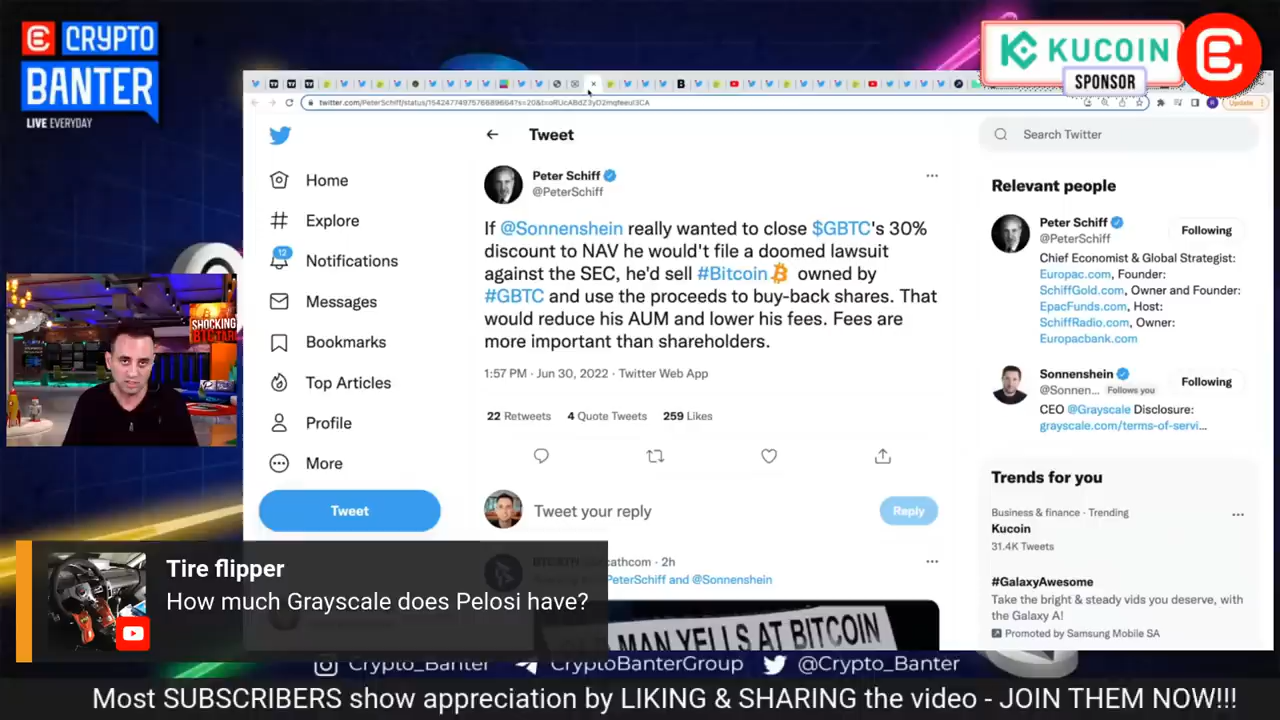 CRYPTO
BANTER
LIVE EVERYDAY
KUCOIN
SPONSOR
Update
Tweet
Search Twitter
Home
Explore
12
Notifications
Messages
Bookmarks
Top Articles
Profile
More
Tweet
Peter Schiff
@PeterSchiff
If @Sonnenshein really wanted to close $GBTC's 30%
discount to NAV he would't file a doomed lawsuit
against the SEC, he'd sell #Bitcoin owned by
#GBTC and use the proceeds to buy-back shares. That
would reduce his AUM and lower his fees. Fees are
more important than shareholders.
1:57 PM · Jun 30, 2022 · Twitter Web App
22 Retweets 4 Quote Tweets 259 Likes
Tweet your reply
Reply
cathcom · 2h
PeterSchiff and @Sonnenshein
MAN YELLS AT BITCOIN
Relevant people
Peter Schiff
@PeterSchiff
Following
Chief Economist & Global Strategist:
Europac.com, Founder:
SchiffGold.com, Owner and Founder:
EpacFunds.com, Host:
SchiffRadio.com, Owner:
Europacbank.com
Sonnenshein
@Sonnen... Follows you
Following
CEO @Grayscale Disclosure:
grayscale.com/terms-of-servi...
Trends for you
Business & finance · Trending
Kucoin
31.4K Tweets
#GalaxyAwesome
Take the bright & steady vids you deserve, with
the Galaxy A!
Promoted by Samsung Mobile SA
SHOCKING
Tire flipper
How much Grayscale does Pelosi have?
Crypto_Banter CryptoBanterGroup @Crypto_Banter
Most SUBSCRIBERS show appreciation by LIKING & SHARING the video - JOIN THEM NOW!!!